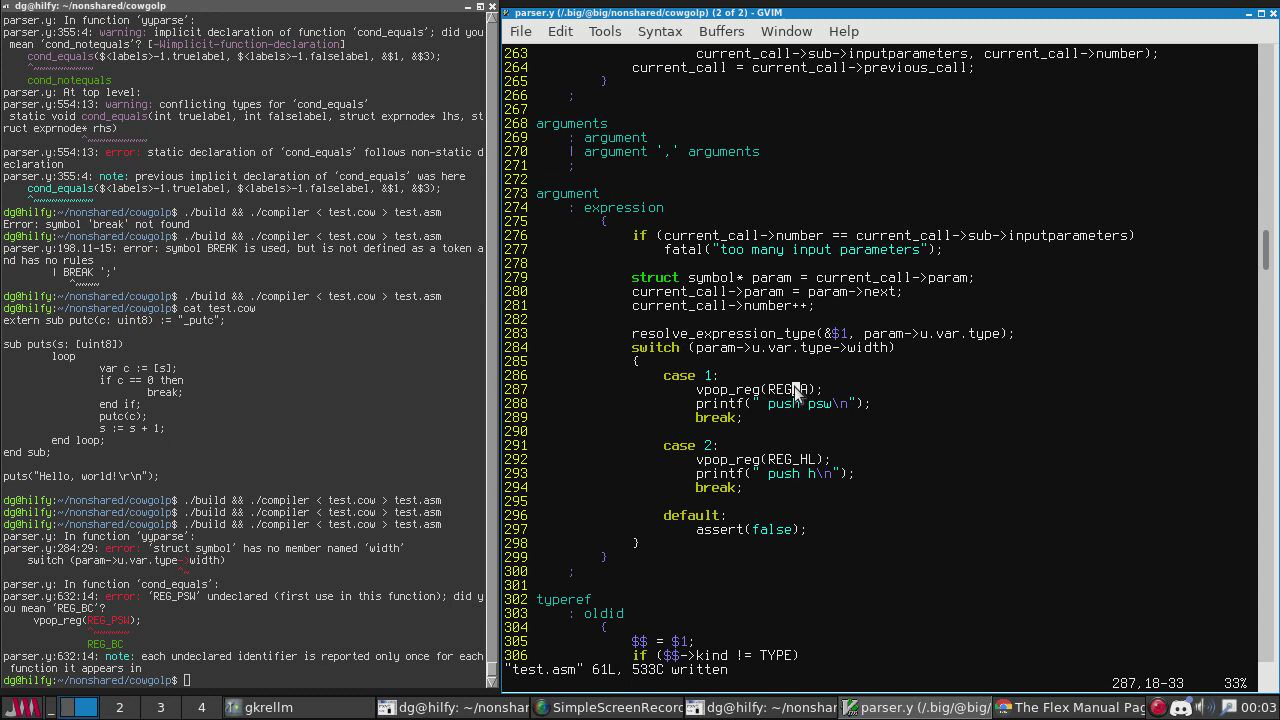 dg@hilfy: ~/nonshared/cowgolp
parser.y: In function ‘yyparse’:
parser.y:355:4: warning: implicit declaration of function ‘cond_equals’; did you
 mean ‘cond_notequals’? [-Wimplicit-function-declaration]
    cond_equals($<labels>-1.truelabel, $<labels>-1.falselabel, &$1, &$3);
    ^~~~~~~~~~~
    cond_notequals
parser.y: At top level:
parser.y:554:13: warning: conflicting types for ‘cond_equals’
 static void cond_equals(int truelabel, int falselabel, struct exprnode* lhs, st
ruct exprnode* rhs)
             ^~~~~~~~~~~
parser.y:554:13: error: static declaration of ‘cond_equals’ follows non-static d
eclaration
parser.y:355:4: note: previous implicit declaration of ‘cond_equals’ was here
    cond_equals($<labels>-1.truelabel, $<labels>-1.falselabel, &$1, &$3);
    ^~~~~~~~~~~
dg@hilfy:~/nonshared/cowgolp$ ./build && ./compiler < test.cow > test.asm
Error: symbol 'break' not found
dg@hilfy:~/nonshared/cowgolp$ ./build && ./compiler < test.cow > test.asm
parser.y:198.11-15: error: symbol BREAK is used, but is not defined as a token a
nd has no rules
        | BREAK ';'
          ^~~~~
dg@hilfy:~/nonshared/cowgolp$ ./build && ./compiler < test.cow > test.asm
dg@hilfy:~/nonshared/cowgolp$ cat test.cow
extern sub putc(c: uint8) := "_putc";
sub puts(s: [uint8])
        loop
                var c := [s];
                if c == 0 then
                        break;
                end if;
                putc(c);
                s := s + 1;
        end loop;
end sub;
puts("Hello, world!\r\n");
dg@hilfy:~/nonshared/cowgolp$ ./build && ./compiler < test.cow > test.asm
dg@hilfy:~/nonshared/cowgolp$ ./build && ./compiler < test.cow > test.asm
dg@hilfy:~/nonshared/cowgolp$ ./build && ./compiler < test.cow > test.asm
parser.y: In function ‘yyparse’:
parser.y:284:29: error: ‘struct symbol’ has no member named ‘width’
    switch (param->u.var.type->width)
                             ^~
parser.y: In function ‘cond_equals’:
parser.y:632:14: error: ‘REG_PSW’ undeclared (first use in this function); did y
ou mean ‘REG_BC’?
     vpop_reg(REG_PSW);
              ^~~~~~~
              REG_BC
parser.y:632:14: note: each undeclared identifier is reported only once for each
 function it appears in
dg@hilfy:~/nonshared/cowgolp$
parser.y (/.big/@big/nonshared/cowgol) (2 of 2) - GVIM
File Edit Tools Syntax Buffers Window Help
263                     current_call->sub->inputparameters, current_call->number);
264             current_call = current_call->previous_call;
265         }
266     ;
267
268 arguments
269     : argument
270     | argument ',' arguments
271     ;
272
273 argument
274     : expression
275         {
276             if (current_call->number == current_call->sub->inputparameters)
277                 fatal("too many input parameters");
278
279             struct symbol* param = current_call->param;
280             current_call->param = param->next;
281             current_call->number++;
282
283             resolve_expression_type(&$1, param->u.var.type);
284             switch (param->u.var.type->width)
285             {
286                 case 1:
287                     vpop_reg(REG_A);
288                     printf(" push psw\n");
289                     break;
290
291                 case 2:
292                     vpop_reg(REG_HL);
293                     printf(" push h\n");
294                     break;
295
296                 default:
297                     assert(false);
298             }
299         }
300     ;
301
302 typeref
303     : oldid
304         {
305             $$ = $1;
306             if ($$->kind != TYPE)
"test.asm" 61L, 533C written
287,18-33 33%
2 3 4 gkrellm dg@hilfy: ~/nonshar SimpleScreenRecor dg@hilfy: ~/nonshar parser.y (/.big/@big/ The Flex Manual Pag 00:03